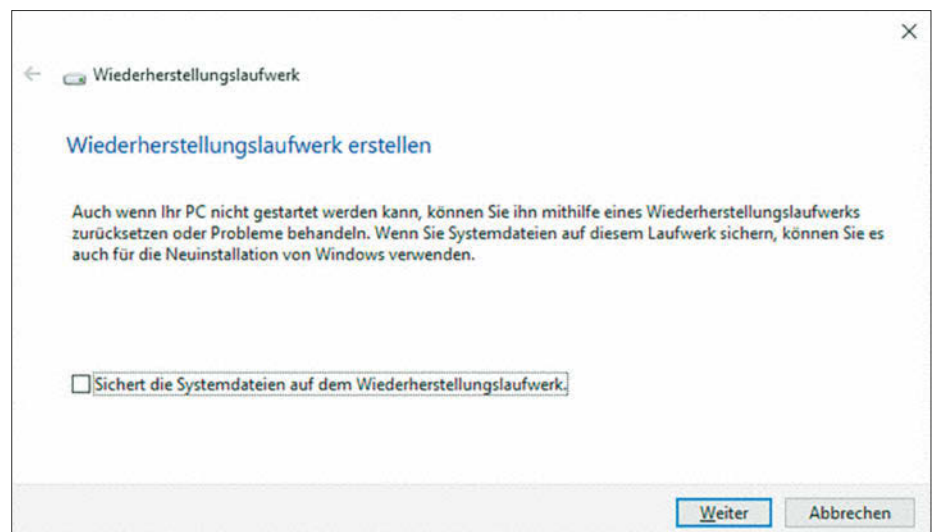 Wiederherstellungslaufwerk
Wiederherstellungslaufwerk erstellen
Auch wenn Ihr PC nicht gestartet werden kann, können Sie ihn mithilfe eines Wiederherstellungslaufwerks
zurücksetzen oder Probleme behandeln. Wenn Sie Systemdateien auf diesem Laufwerk sichern, können Sie es
auch für die Neuinstallation von Windows verwenden.
Sichert die Systemdateien auf dem Wiederherstellungslaufwerk.
Weiter Abbrechen